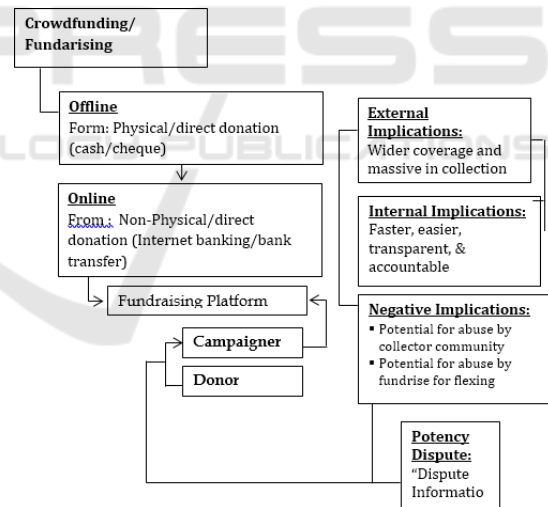 PRESS
Crowdfunding/
Fundarising
Offline
Form: Physical/direct donation
(cash/cheque)
Online
From : Non-Physical/direct
donation (Internet banking/bank
transfer)
Fundraising Platform
Campaigner
Donor
External
Implications:
Wider coverage and
massive in collection
Internal Implications:
Faster, easier,
transparent, &
accountable
Negative Implications:
▪ Potential for abuse by
collector community
▪ Potential for abuse by
fundrise for flexing
Potency
Dispute:
“Dispute
Informatio